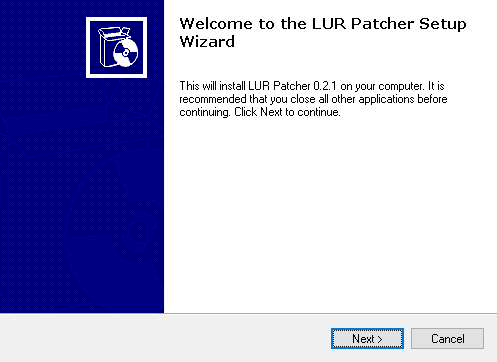 Welcome to the LUR Patcher Setup
Wizard
This will install LUR Patcher 0.2.1 on your computer. It is
recommended that you close all other applications before
continuing. Click Next to continue.
Next >
Cancel